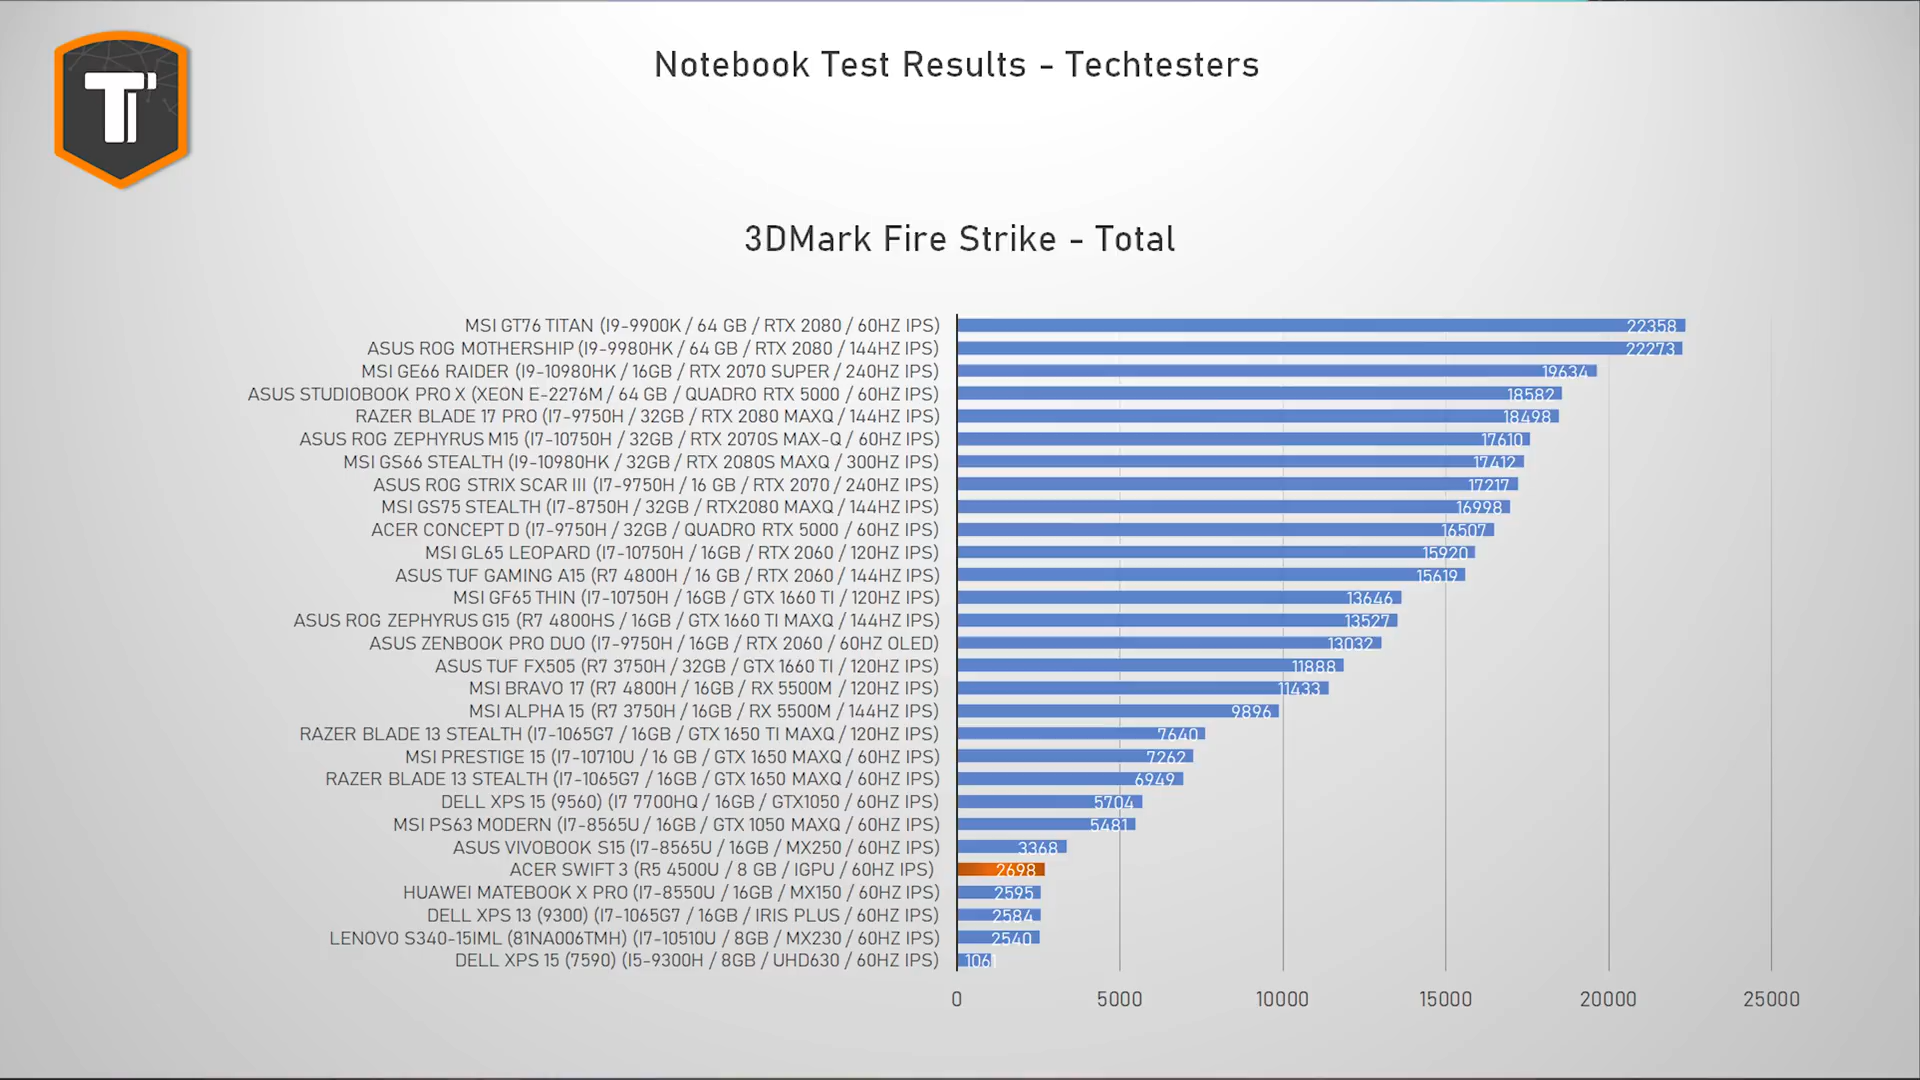 T
Notebook Test Results - Techtesters
3DMark Fire Strike - Total
MSI GT76 TITAN (I9-9900K / 64 GB / RTX 2080 / 60HZ IPS) 22358
ASUS ROG MOTHERSHIP (I9-9980HK / 64 GB / RTX 2080 / 144HZ IPS) 22273
MSI GE66 RAIDER (I9-10980HK / 16GB / RTX 2070 SUPER / 240HZ IPS) 19634
ASUS STUDIOBOOK PRO X (XEON E-2276M / 64 GB / QUADRO RTX 5000 / 60HZ IPS) 18582
RAZER BLADE 17 PRO (I7-9750H / 32GB / RTX 2080 MAXQ / 144HZ IPS) 18498
ASUS ROG ZEPHYRUS M15 (I7-10750H / 32GB / RTX 2070S MAX-Q / 60HZ IPS) 17610
MSI GS66 STEALTH (I9-10980HK / 32GB / RTX 2080S MAXQ / 300HZ IPS) 17412
ASUS ROG STRIX SCAR III (I7-9750H / 16 GB / RTX 2070 / 240HZ IPS) 17217
MSI GS75 STEALTH (I7-8750H / 32GB / RTX2080 MAXQ / 144HZ IPS) 16998
ACER CONCEPT D (I7-9750H / 32GB / QUADRO RTX 5000 / 60HZ IPS) 16507
MSI GL65 LEOPARD (I7-10750H / 16GB / RTX 2060 / 120HZ IPS) 15920
ASUS TUF GAMING A15 (R7 4800H / 16 GB / RTX 2060 / 144HZ IPS) 15619
MSI GF65 THIN (I7-10750H / 16GB / GTX 1660 TI / 120HZ IPS) 13646
ASUS ROG ZEPHYRUS G15 (R7 4800HS / 16GB / GTX 1660 TI MAXQ / 144HZ IPS) 13527
ASUS ZENBOOK PRO DUO (I7-9750H / 16GB / RTX 2060 / 60HZ OLED) 13032
ASUS TUF FX505 (R7 3750H / 32GB / GTX 1660 TI / 120HZ IPS) 11888
MSI BRAVO 17 (R7 4800H / 16GB / RX 5500M / 120HZ IPS) 11433
MSI ALPHA 15 (R7 3750H / 16GB / RX 5500M / 144HZ IPS) 9896
RAZER BLADE 13 STEALTH (I7-1065G7 / 16GB / GTX 1650 TI MAXQ / 120HZ IPS) 7640
MSI PRESTIGE 15 (I7-10710U / 16 GB / GTX 1650 MAXQ / 60HZ IPS) 7262
RAZER BLADE 13 STEALTH (I7-1065G7 / 16GB / GTX 1650 MAXQ / 60HZ IPS) 6949
DELL XPS 15 (9560) (I7 7700HQ / 16GB / GTX1050 / 60HZ IPS) 5704
MSI PS63 MODERN (I7-8565U / 16GB / GTX 1050 MAXQ / 60HZ IPS) 5481
ASUS VIVOBOOK S15 (I7-8565U / 16GB / MX250 / 60HZ IPS) 3368
ACER SWIFT 3 (R5 4500U / 8 GB / IGPU / 60HZ IPS) 2698
HUAWEI MATEBOOK X PRO (I7-8550U / 16GB / MX150 / 60HZ IPS) 2595
DELL XPS 13 (9300) (I7-1065G7 / 16GB / IRIS PLUS / 60HZ IPS) 2584
LENOVO S340-15IML (81NA006TMH) (I7-10510U / 8GB / MX230 / 60HZ IPS) 2540
DELL XPS 15 (7590) (I5-9300H / 8GB / UHD630 / 60HZ IPS) 1061
0 5000 10000 15000 20000 25000